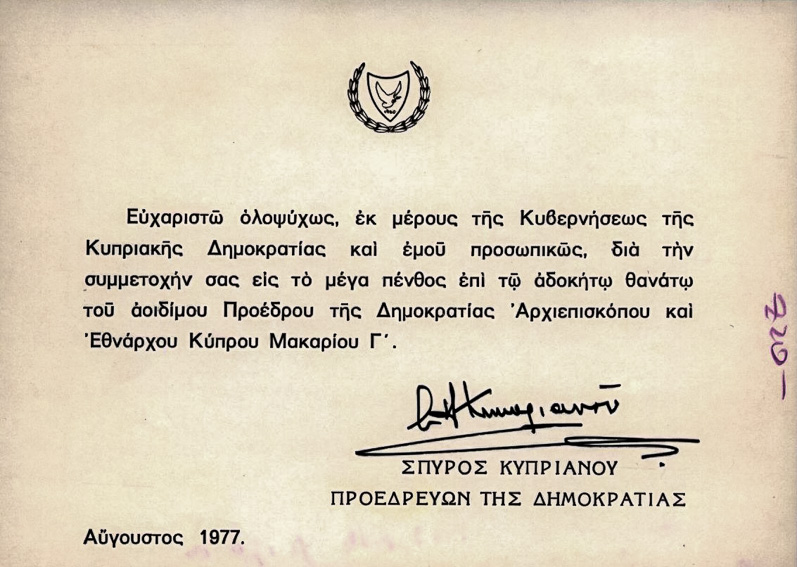 Εὐχαριστῶ ὁλοψύχως, ἐκ μέρους τῆς Κυβερνήσεως τῆς
Κυπριακῆς Δημοκρατίας καὶ ἐμοῦ προσωπικῶς, διὰ τὴν
συμμετοχήν σας εἰς τὸ μέγα πένθος ἐπὶ τῷ ἀδοκήτῳ θανάτῳ
τοῦ ἀοιδίμου Προέδρου τῆς Δημοκρατίας Ἀρχιεπισκόπου καὶ
Ἐθνάρχου Κύπρου Μακαρίου Γ´.
ΣΠΥΡΟΣ ΚΥΠΡΙΑΝΟΥ
ΠΡΟΕΔΡΕΥΩΝ ΤΗΣ ΔΗΜΟΚΡΑΤΙΑΣ
Αὔγουστος 1977.